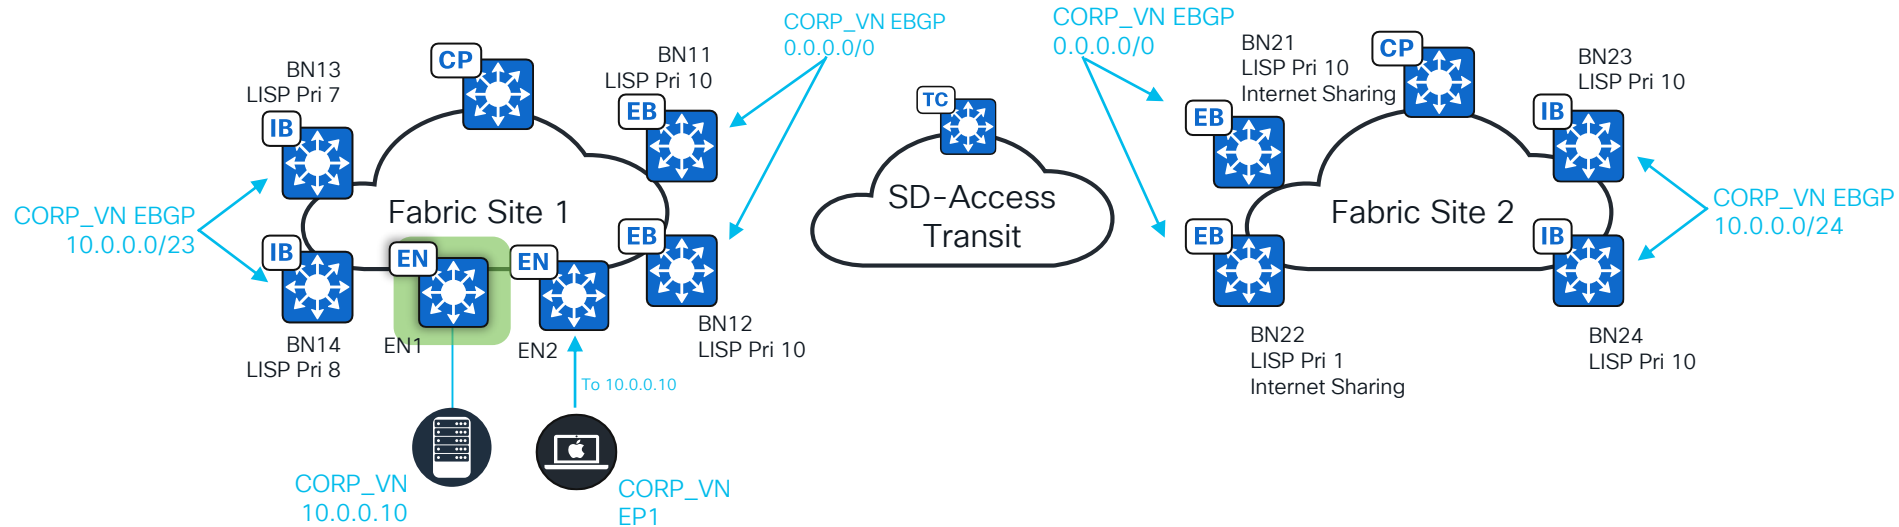 CORP_VN EBGP
0.0.0.0/0
CORP_VN EBGP
0.0.0.0/0
BN13
LISP Pri 7
IB
CP
BN11
LISP Pri 10
EB
CORP_VN EBGP
10.0.0.0/23
Fabric Site 1
IB
BN14
LISP Pri 8
EN
EN1
EN
EN2
EB
BN12
LISP Pri 10
To 10.0.0.10
CORP_VN
10.0.0.10
CORP_VN
EP1
TC
SD-Access
Transit
BN21
LISP Pri 10
Internet Sharing
EB
CP
BN23
LISP Pri 10
IB
Fabric Site 2
CORP_VN EBGP
10.0.0.0/24
EB
BN22
LISP Pri 1
Internet Sharing
IB
BN24
LISP Pri 10